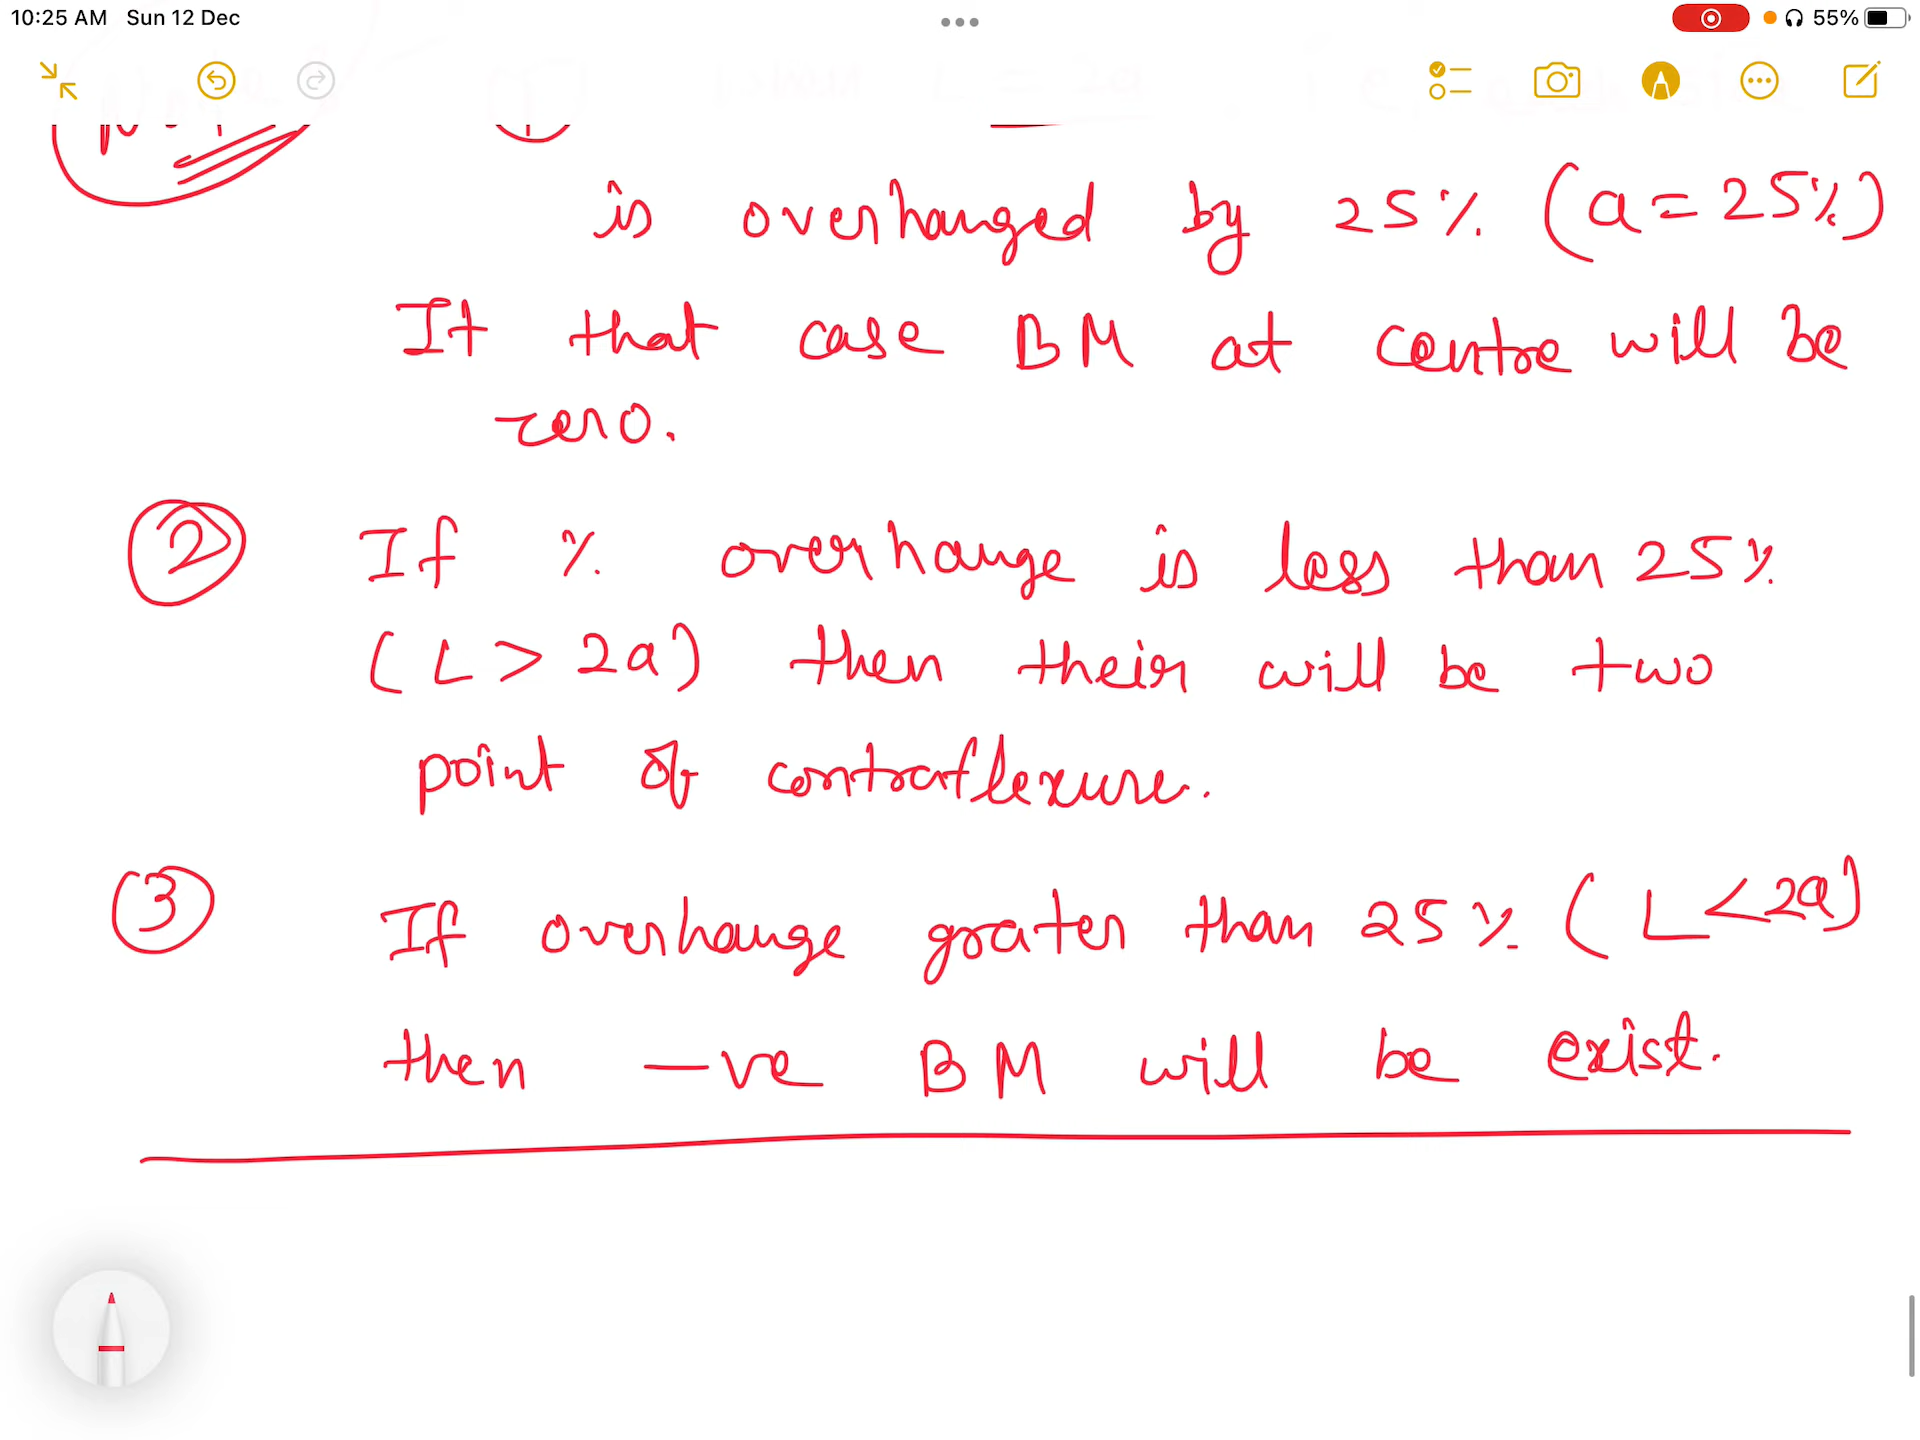 10:25 AM Sun 12 Dec
55%
is overhanged by 25% (a = 25%)
It that case BM at centre will be
zero.
2 If % overhange is less than 25%
(L > 2a) then their will be two
point of contraflexure.
3 If overhange grater than 25% (L < 2a)
then -ve BM will be exist.